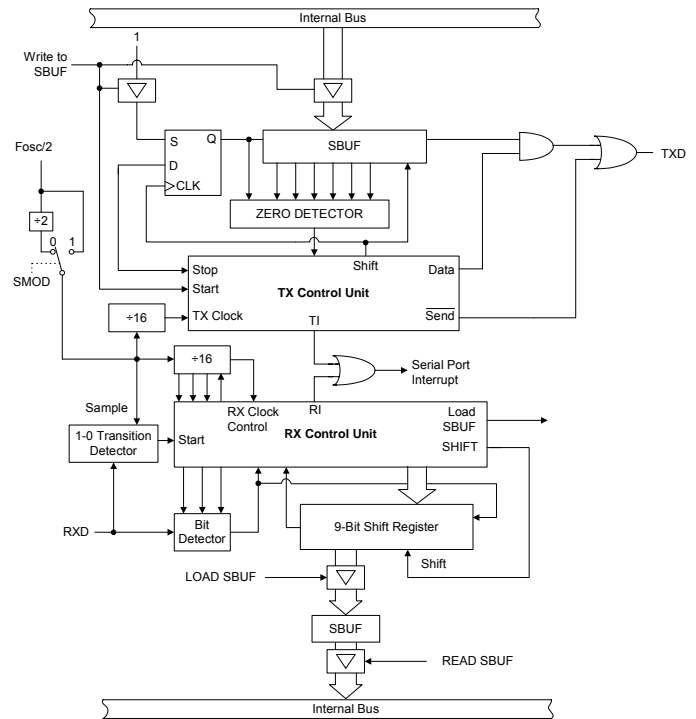 Internal Bus
1
Write to
SBUF
S
Q
D
CLK
SBUF
TXD
Fosc/2
÷2
0 1
SMOD
ZERO DETECTOR
Shift
Stop
Start
TX Clock
TX Control Unit
TI
Data
Send
÷16
÷16
Serial Port
Interrupt
Sample
1-0 Transition
Detector
Start
RX Clock
Control
RI
RX Control Unit
Load
SBUF
SHIFT
RXD
Bit
Detector
9-Bit Shift Register
Shift
LOAD SBUF
SBUF
READ SBUF
Internal Bus